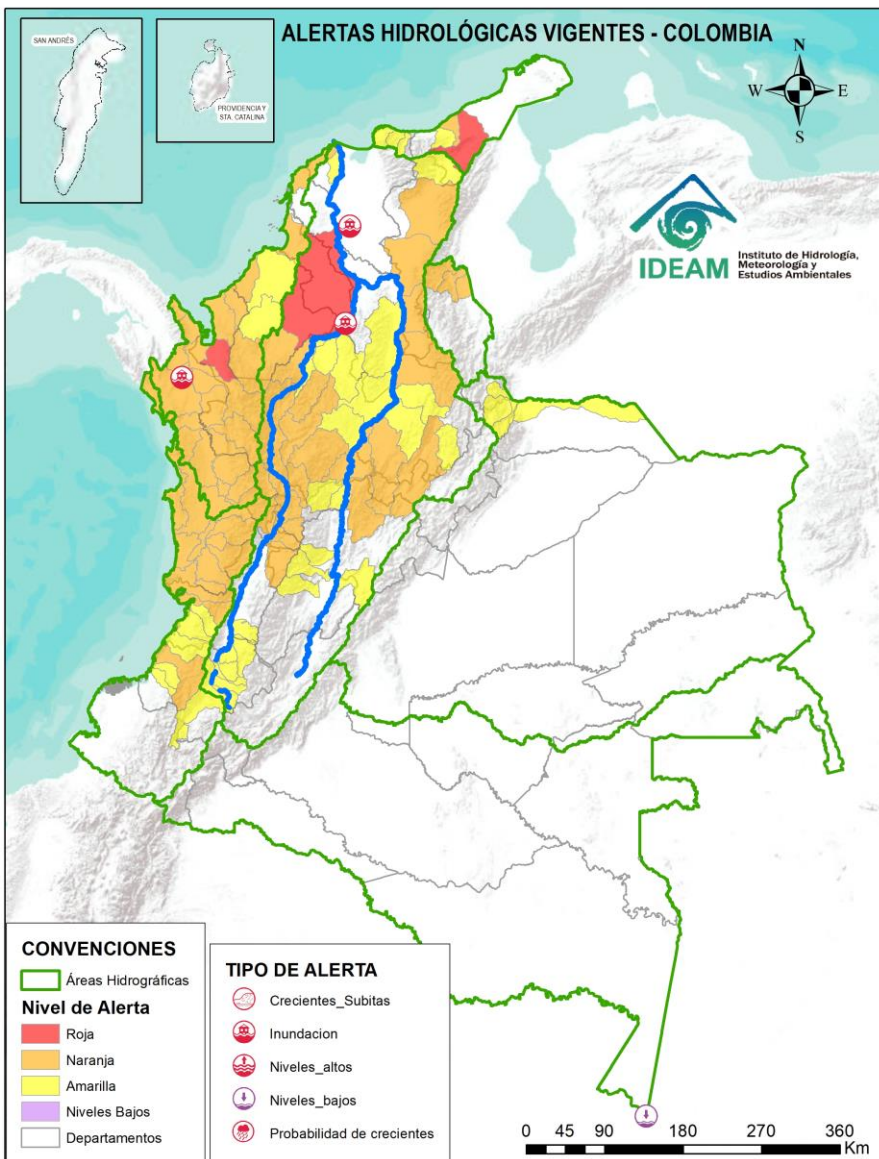 ALERTAS HIDROLÓGICAS VIGENTES - COLOMBIA
SAN ANDRÉS
PROVIDENCIA Y
STA. CATALINA
N
W
E
S
IDEAM
Instituto de Hidrología,
Meteorología y
Estudios Ambientales
CONVENCIONES
Áreas Hidrográficas
Nivel de Alerta
Roja
Naranja
Amarilla
Niveles Bajos
Departamentos
TIPO DE ALERTA
Crecientes_Subitas
Inundacion
Niveles_altos
Niveles_bajos
Probabilidad de crecientes
0 45 90 180 270 360
Km